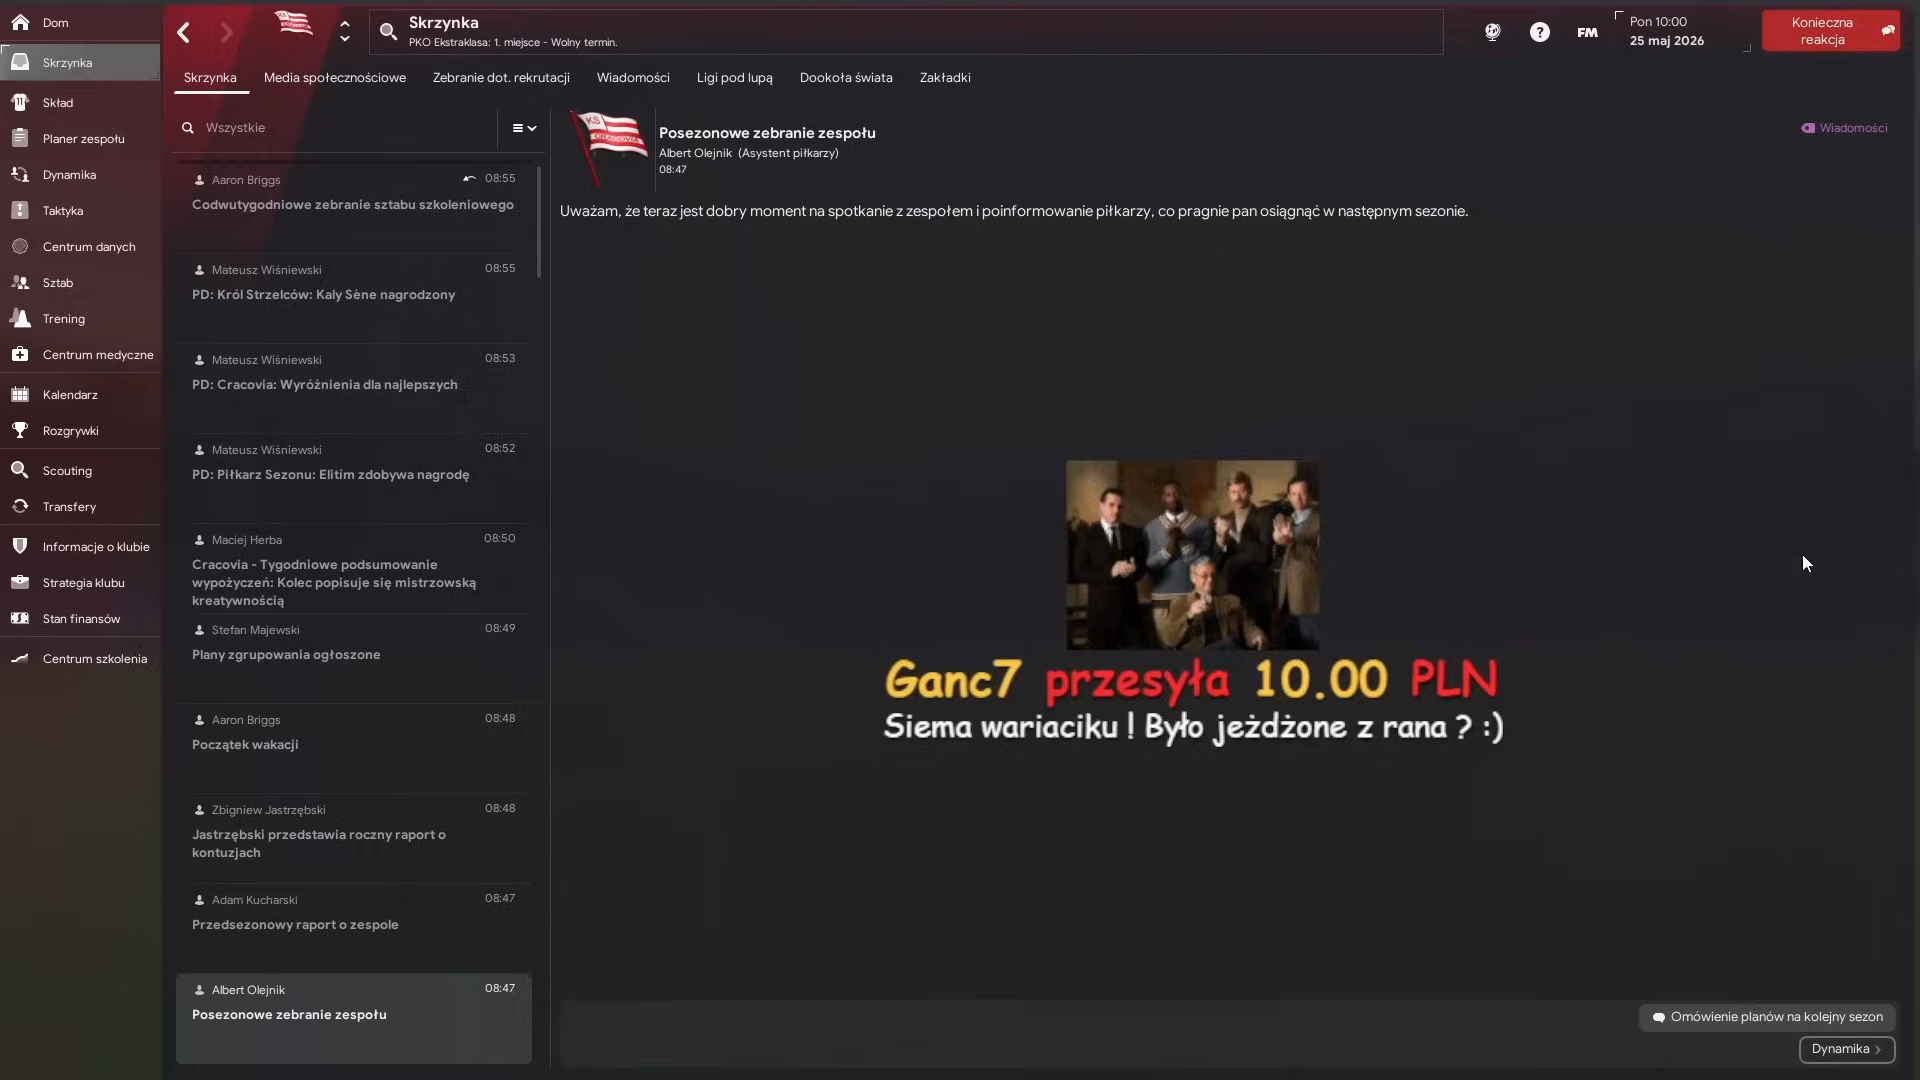 Dom
Skrzynka
Skład
Planer zespołu
Dynamika
Taktyka
Centrum danych
Sztab
Trening
Centrum medyczne
Kalendarz
Rozgrywki
Scouting
Transfery
Informacje o klubie
Strategia klubu
Stan finansów
Centrum szkolenia
Skrzynka
PKO Ekstraklasa: 1. miejsce - Wolny termin.
FM
Pon 10:00
25 maj 2026
Konieczna
reakcja
Skrzynka Media społecznościowe Zebranie dot. rekrutacji Wiadomości Ligi pod lupą Dookoła świata Zakładki
Wszystkie
Aaron Briggs 08:55
Codwutygodniowe zebranie sztabu szkoleniowego
Mateusz Wiśniewski 08:55
PD: Król Strzelców: Kaly Sène nagrodzony
Mateusz Wiśniewski 08:53
PD: Cracovia: Wyróżnienia dla najlepszych
Mateusz Wiśniewski 08:52
PD: Piłkarz Sezonu: Elitím zdobywa nagrodę
Maciej Herba 08:50
Cracovia - Tygodniowe podsumowanie
wypożyczeń: Kolec popisuje się mistrzowską
kreatywnością
Stefan Majewski 08:49
Plany zgrupowania ogłoszone
Aaron Briggs 08:48
Początek wakacji
Zbigniew Jastrzębski 08:48
Jastrzębski przedstawia roczny raport o
kontuzjach
Adam Kucharski 08:47
Przedsezonowy raport o zespole
Albert Olejnik 08:47
Posezonowe zebranie zespołu
KS
CRACOVIA
Posezonowe zebranie zespołu
Albert Olejnik (Asystent piłkarzy)
08:47
Wiadomości
Uważam, że teraz jest dobry moment na spotkanie z zespołem i poinformowanie piłkarzy, co pragnie pan osiągnąć w następnym sezonie.
Ganc7 przesyła 10.00 PLN
Siema wariaciku ! Było jeżdżone z rana ? :)
Omówienie planów na kolejny sezon
Dynamika